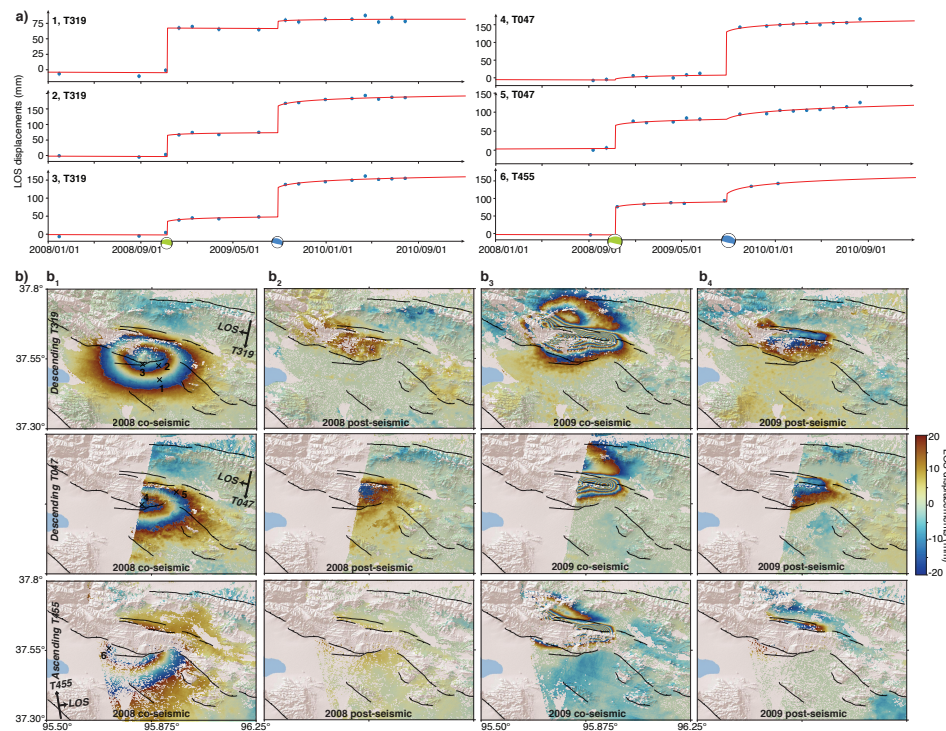 a)
LOS displacements (mm)
1, T319
75
50
25
0
2, T319
150
100
50
0
3, T319
150
100
50
0
2008/01/01 2008/09/01 2009/05/01 2010/01/01 2010/09/01
4, T047
150
100
50
0
5, T047
150
100
50
0
6, T455
150
100
50
0
2008/01/01 2008/09/01 2009/05/01 2010/01/01 2010/09/01
b) b1 b2 b3 b4
37.8°
37.55°
37.30°
Descending T319
LOS
T319
3 2
1
2008 co-seismic
2008 post-seismic
2009 co-seismic
2009 post-seismic
Descending T047
LOS
T047
4 5
2008 co-seismic
2008 post-seismic
2009 co-seismic
2009 post-seismic
20
10
0
-10
-20
37.8°
37.55°
37.30°
Ascending T455
6
T455
LOS
2008 co-seismic
2008 post-seismic
2009 co-seismic
2009 post-seismic
95.50° 95.875° 96.25° 95.50° 95.875° 96.25°